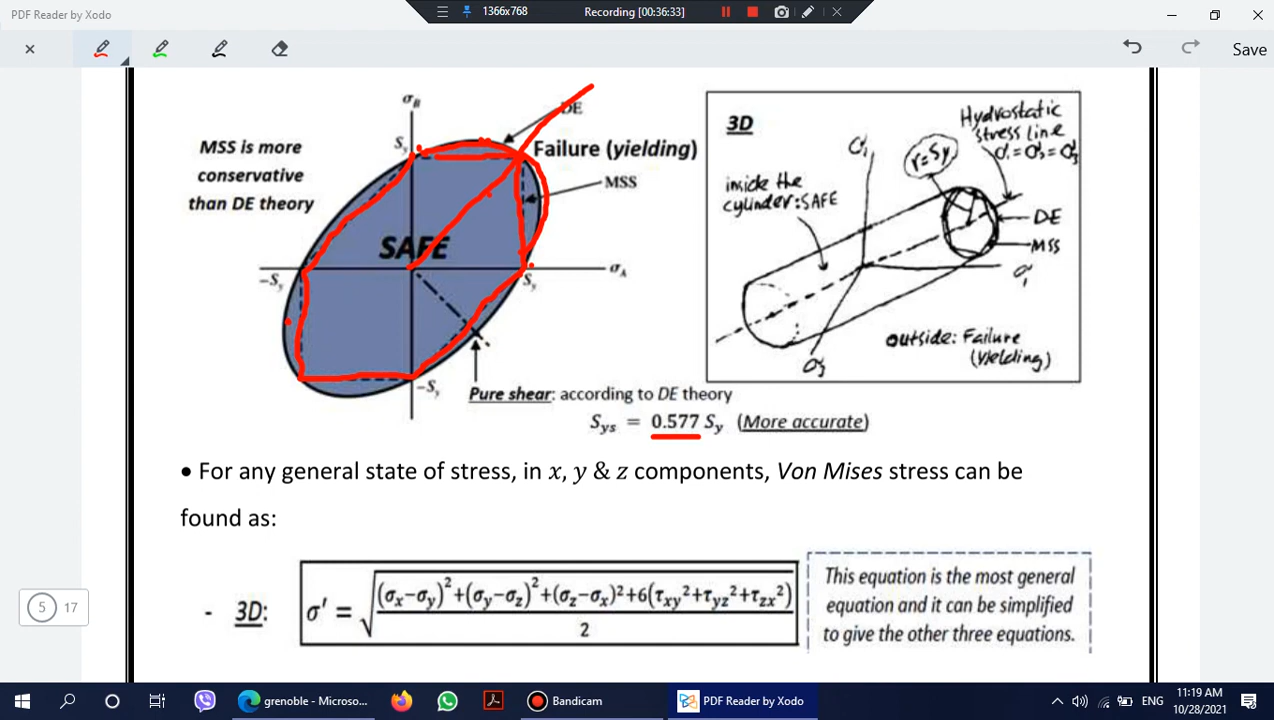 PDF Reader by Xodo
1366x768
Recording [00:36:33]
Save
MSS is more
conservative
than DE theory
σB
Sy
DE
Failure (yielding)
MSS
SAFE
−Sy
σA
Sy
−Sy
Pure shear: according to DE theory
Sys = 0.577 Sy (More accurate)
3D
Hydrostatic
stress line
σ1=σ2=σ3
r=Sy
inside the
cylinder: SAFE
DE
MSS
outside: Failure
(yielding)
• For any general state of stress, in x, y & z components, Von Mises stress can be
found as:
- 3D: σ' = √(((σx−σy)²+(σy−σz)²+(σz−σx)²+6(τxy²+τyz²+τzx²))/2)
This equation is the most general
equation and it can be simplified
to give the other three equations.
5 17
grenoble - Microso...
Bandicam
PDF Reader by Xodo
ENG
11:19 AM
10/28/2021